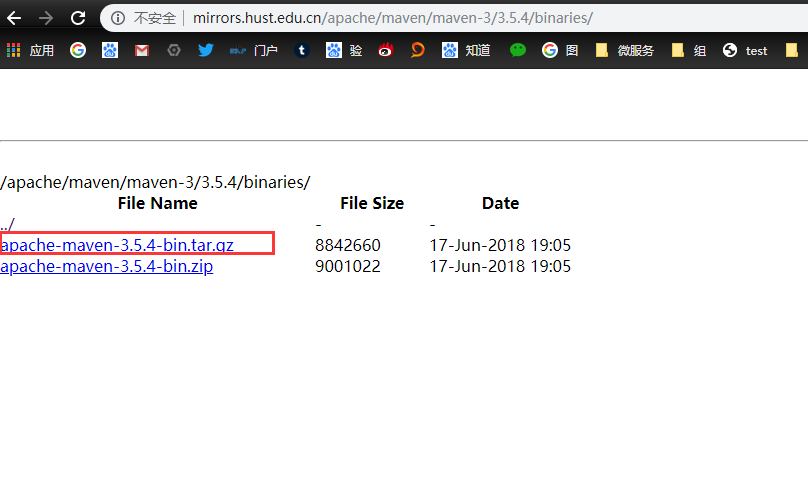 不安全 | mirrors.hust.edu.cn/apache/maven/maven-3/3.5.4/binaries/
应用 门户 t 验 知道 图 微服务 组 test
/apache/maven/maven-3/3.5.4/binaries/
File Name File Size Date
../ - -
apache-maven-3.5.4-bin.tar.gz 8842660 17-Jun-2018 19:05
apache-maven-3.5.4-bin.zip 9001022 17-Jun-2018 19:05